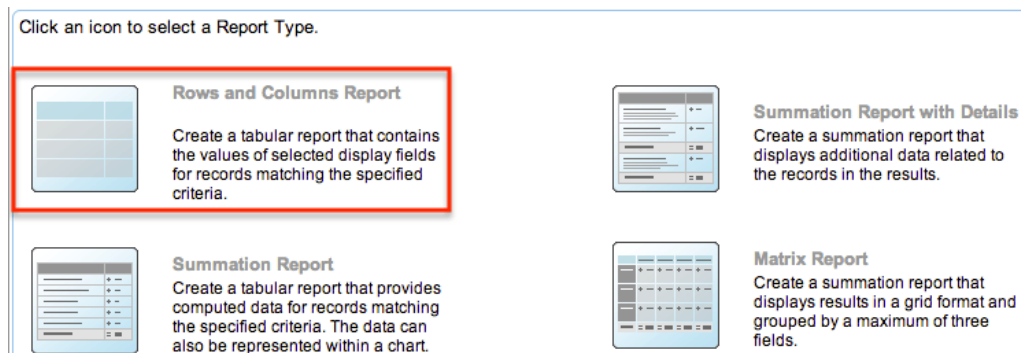 Click an icon to select a Report Type.
Rows and Columns Report
Create a tabular report that contains
the values of selected display fields
for records matching the specified
criteria.
Summation Report with Details
Create a summation report that
displays additional data related to
the records in the results.
Summation Report
Create a tabular report that provides
computed data for records matching
the specified criteria. The data can
also be represented within a chart.
Matrix Report
Create a summation report that
displays results in a grid format and
grouped by a maximum of three
fields.